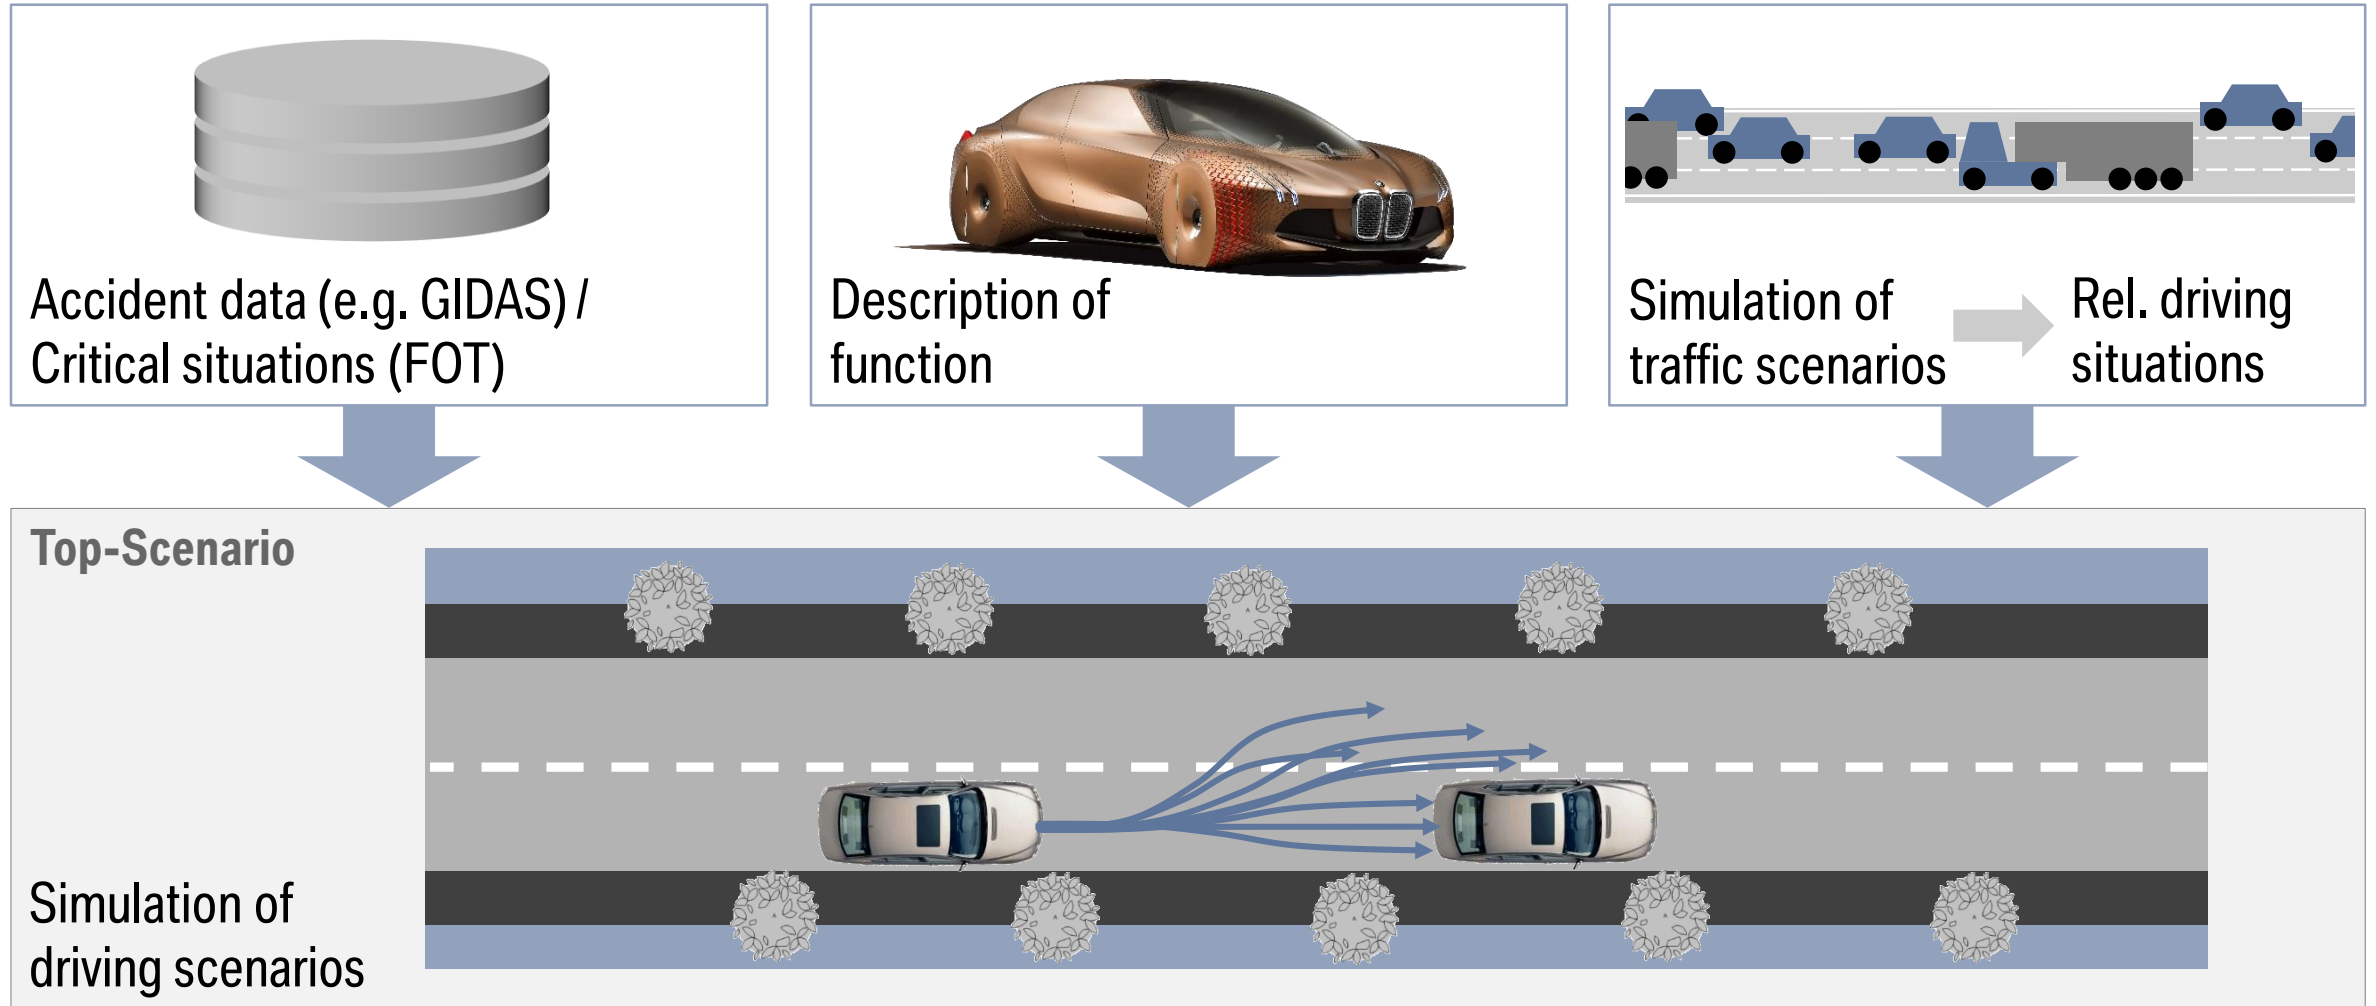 Accident data (e.g. GIDAS) /
Critical situations (FOT)
Description of
function
Simulation of
traffic scenarios
Rel. driving
situations
Top-Scenario
Simulation of
driving scenarios